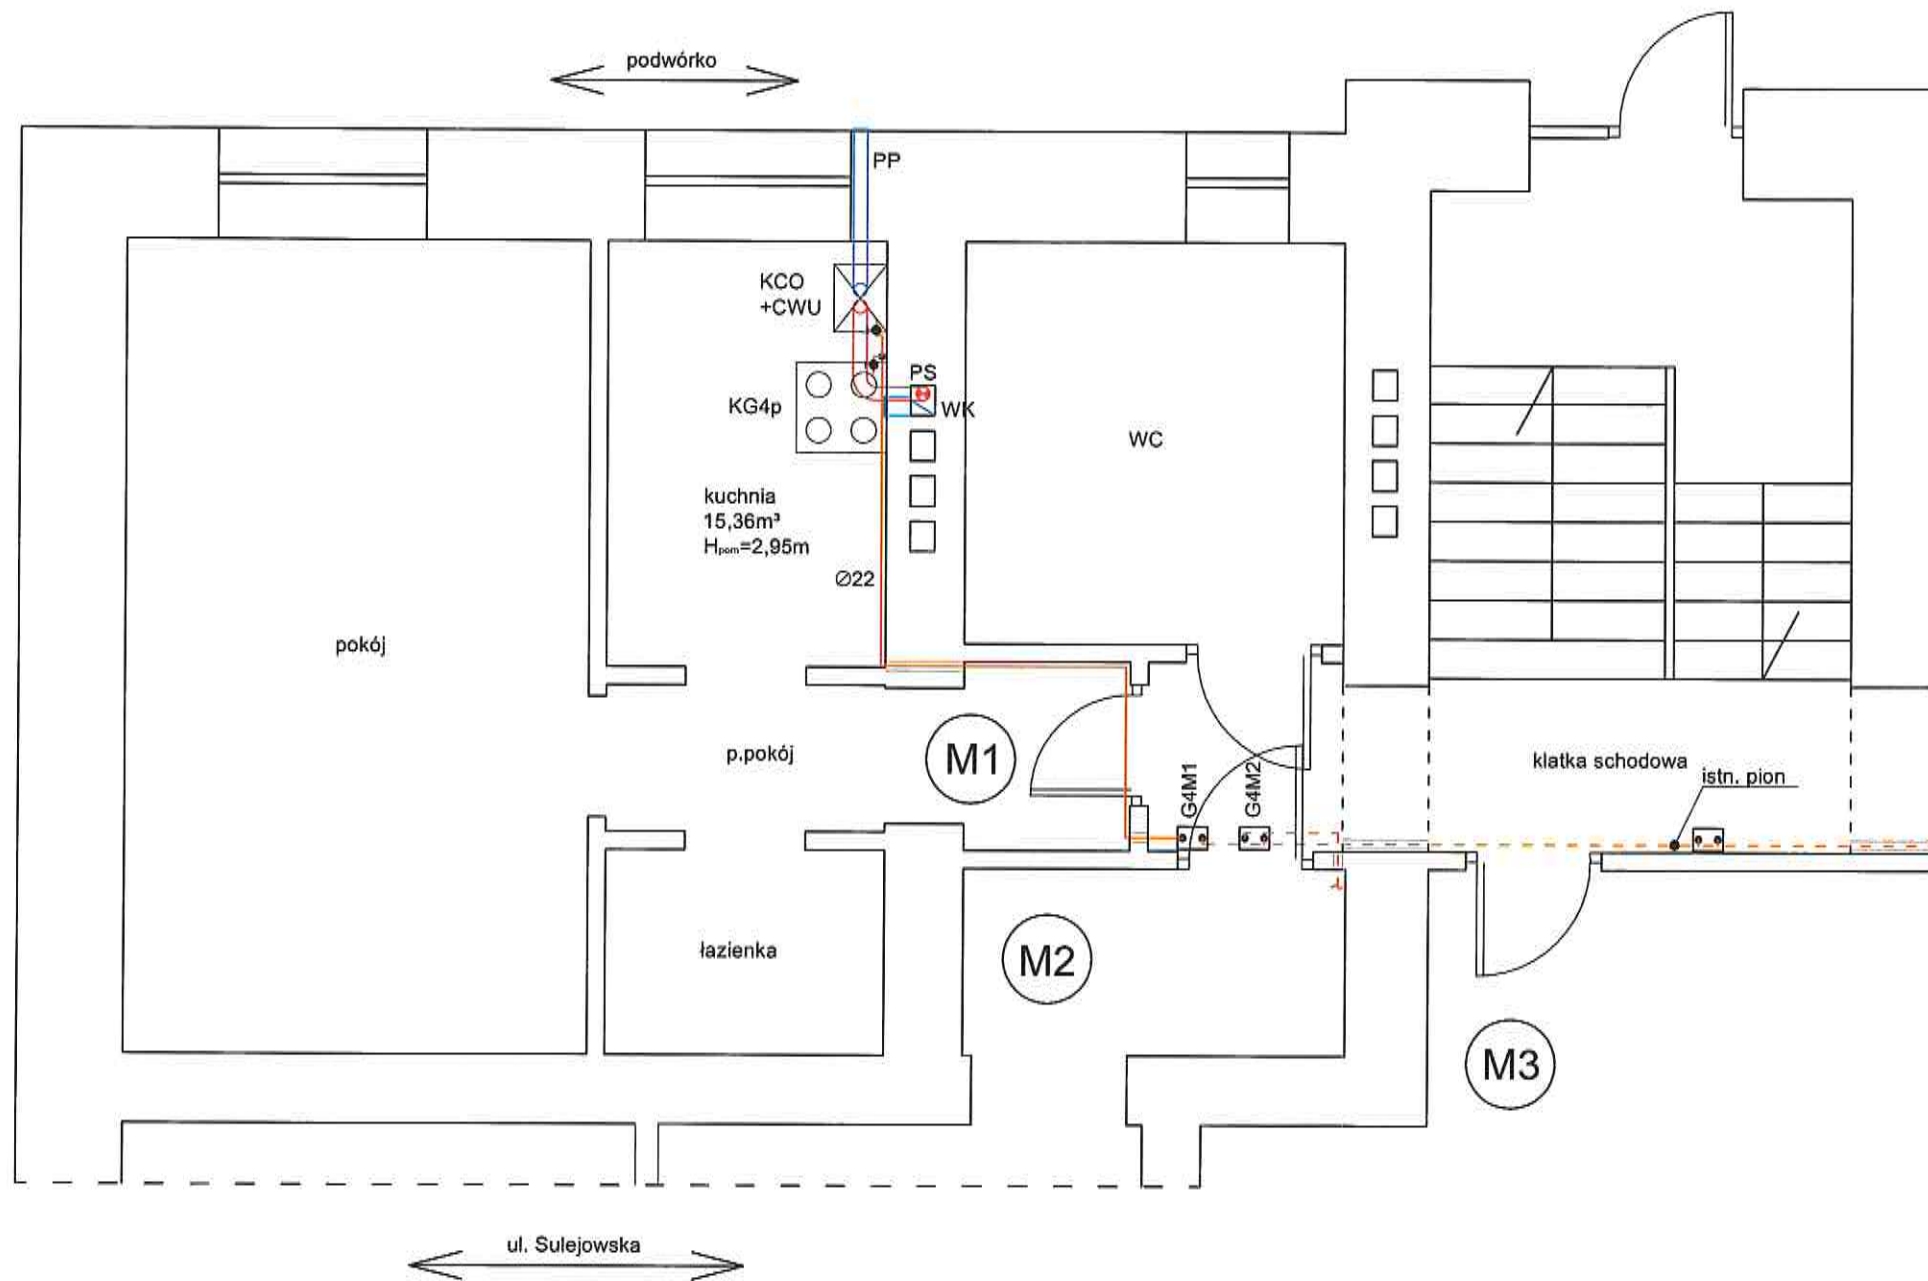 podwórko
PP
KCO
+CWU
PS
WK
KG4p
WC
kuchnia
15,36m³
Hpom=2,95m
Ø22
pokój
p.pokój
M1
G4M1
G4M2
klatka schodowa
istn. pion
łazienka
M2
M3
ul. Sulejowska